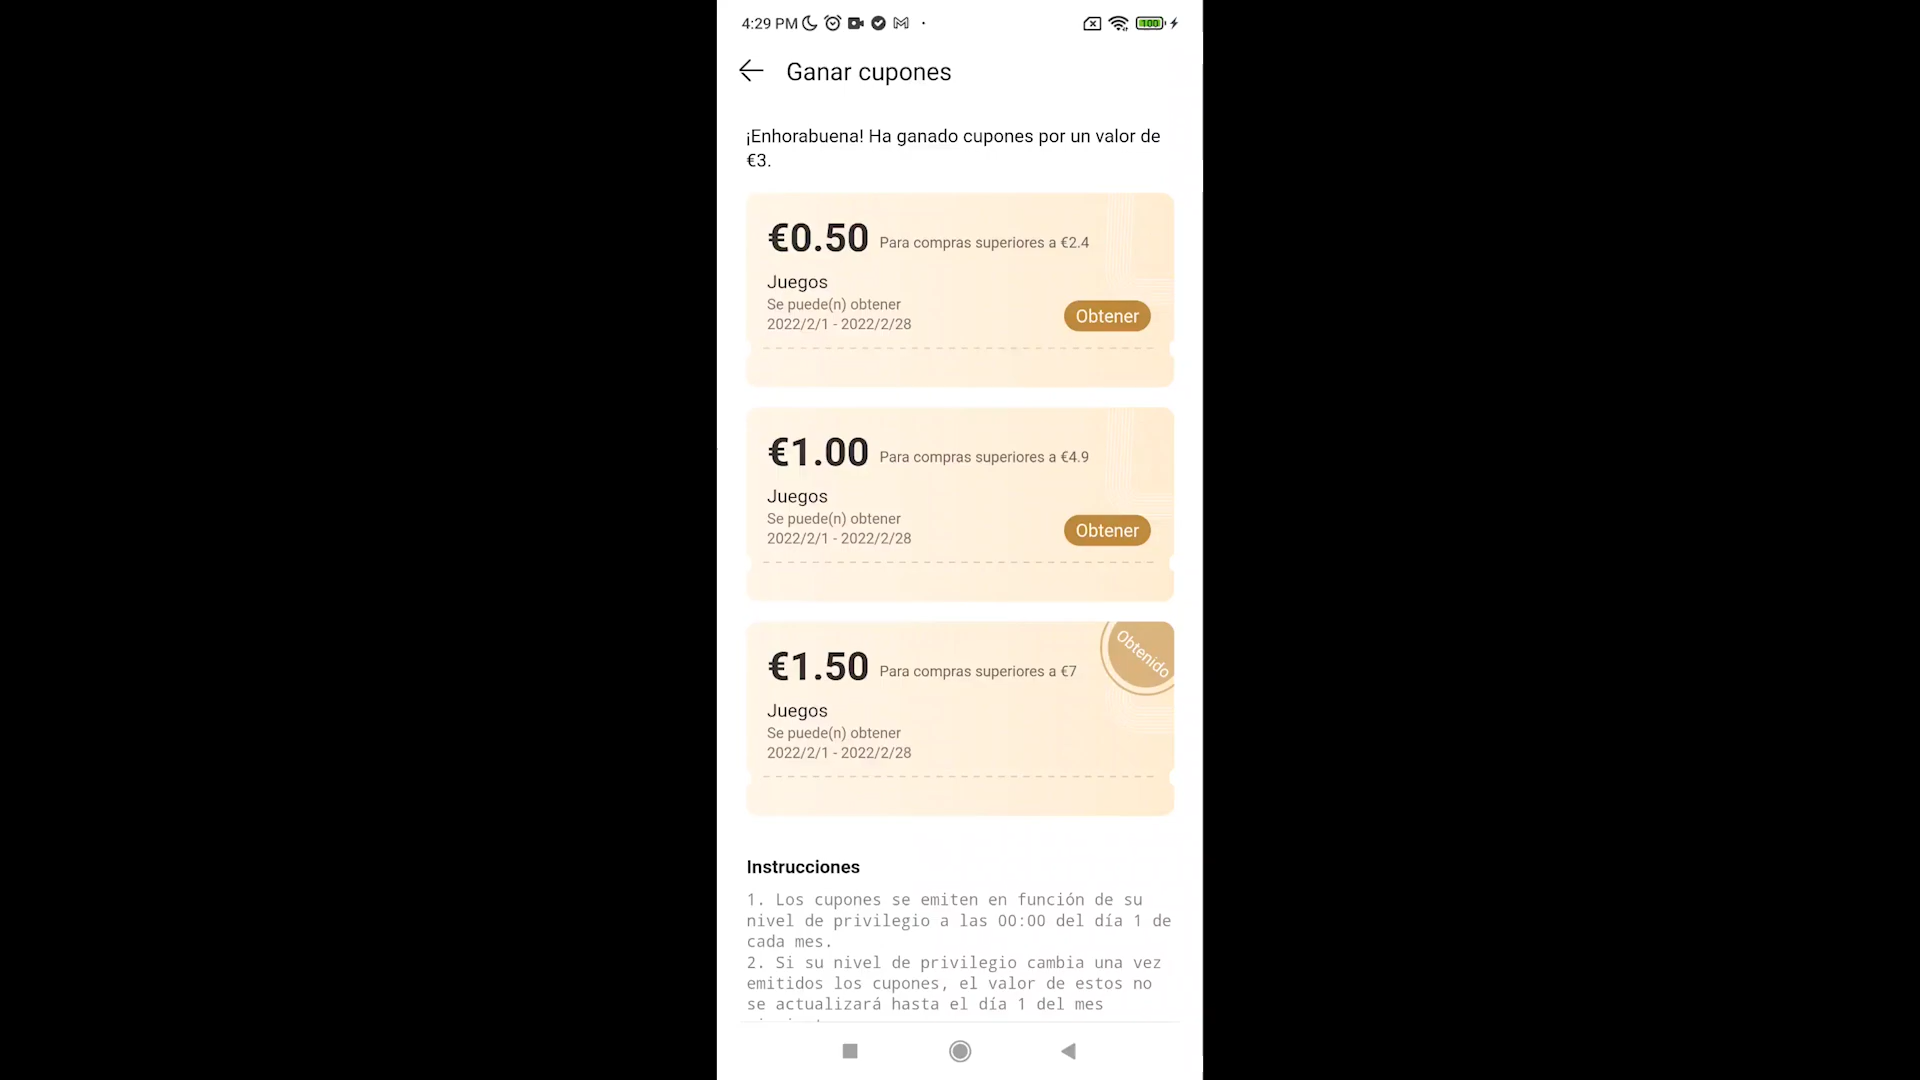 4:29 PM
100
Ganar cupones
¡Enhorabuena! Ha ganado cupones por un valor de
€3.
€0.50 Para compras superiores a €2.4
Juegos
Se puede(n) obtener
2022/2/1 - 2022/2/28
Obtener
€1.00 Para compras superiores a €4.9
Juegos
Se puede(n) obtener
2022/2/1 - 2022/2/28
Obtener
Obtenido
€1.50 Para compras superiores a €7
Juegos
Se puede(n) obtener
2022/2/1 - 2022/2/28
Instrucciones
1. Los cupones se emiten en función de su
nivel de privilegio a las 00:00 del día 1 de
cada mes.
2. Si su nivel de privilegio cambia una vez
emitidos los cupones, el valor de estos no
se actualizará hasta el día 1 del mes